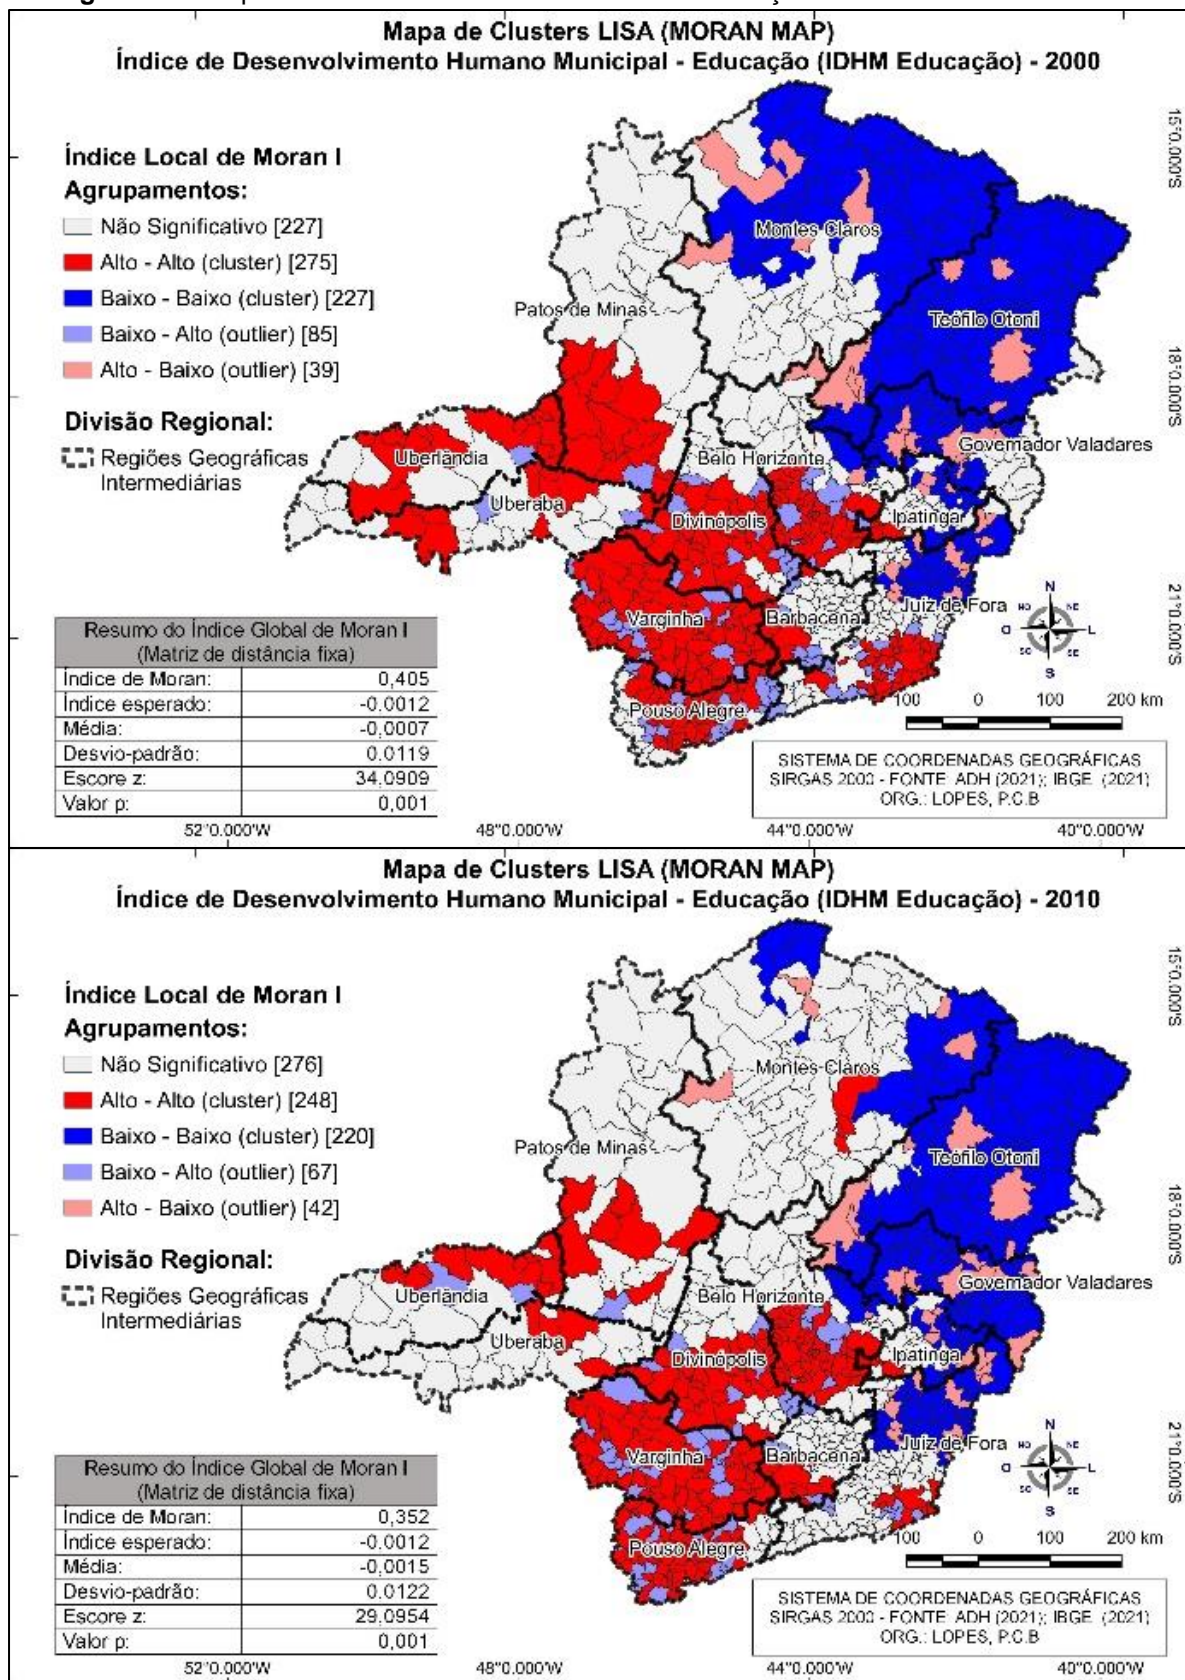 Mapa de Clusters LISA (MORAN MAP)
Índice de Desenvolvimento Humano Municipal - Educação (IDHM Educação) - 2000
Índice Local de Moran I
Agrupamentos:
Não Significativo [227]
Alto - Alto (cluster) [275]
Baixo - Baixo (cluster) [227]
Baixo - Alto (outlier) [85]
Alto - Baixo (outlier) [39]
Divisão Regional:
Regiões Geográficas
Intermediárias
Montes Claros
Patos de Minas
Teófilo Otoni
Governador Valadares
Uberlândia
Belo Horizonte
Uberaba
Divinópolis
Ipatinga
Varginha
Barbacena
Juíz de Fora
Pouso Alegre
15°0.000'S
18°0.000'S
21°0.000'S
N
NO
NE
O
L
SO
SE
S
100 0 100 200 km
Resumo do Índice Global de Moran I
(Matriz de distância fixa)
Índice de Moran: 0,405
Índice esperado: -0.0012
Média: -0,0007
Desvio-padrão: 0.0119
Escore z: 34,0909
Valor p: 0,001
SISTEMA DE COORDENADAS GEOGRÁFICAS
SIRGAS 2000 - FONTE: ADH (2021); IBGE (2021)
ORG.: LOPES, P.C.B
52°0.000'W 48°0.000'W 44°0.000'W 40°0.000'W
Mapa de Clusters LISA (MORAN MAP)
Índice de Desenvolvimento Humano Municipal - Educação (IDHM Educação) - 2010
Índice Local de Moran I
Agrupamentos:
Não Significativo [276]
Alto - Alto (cluster) [248]
Baixo - Baixo (cluster) [220]
Baixo - Alto (outlier) [67]
Alto - Baixo (outlier) [42]
Divisão Regional:
Regiões Geográficas
Intermediárias
Montes Claros
Patos de Minas
Teófilo Otoni
Governador Valadares
Uberlândia
Belo Horizonte
Uberaba
Divinópolis
Ipatinga
Varginha
Barbacena
Juíz de Fora
Pouso Alegre
15°0.000'S
18°0.000'S
21°0.000'S
N
NO
NE
O
L
SO
SE
S
100 0 100 200 km
Resumo do Índice Global de Moran I
(Matriz de distância fixa)
Índice de Moran: 0,352
Índice esperado: -0.0012
Média: -0,0015
Desvio-padrão: 0.0122
Escore z: 29,0954
Valor p: 0,001
SISTEMA DE COORDENADAS GEOGRÁFICAS
SIRGAS 2000 - FONTE: ADH (2021); IBGE (2021)
ORG.: LOPES, P.C.B
52°0.000'W 48°0.000'W 44°0.000'W 40°0.000'W